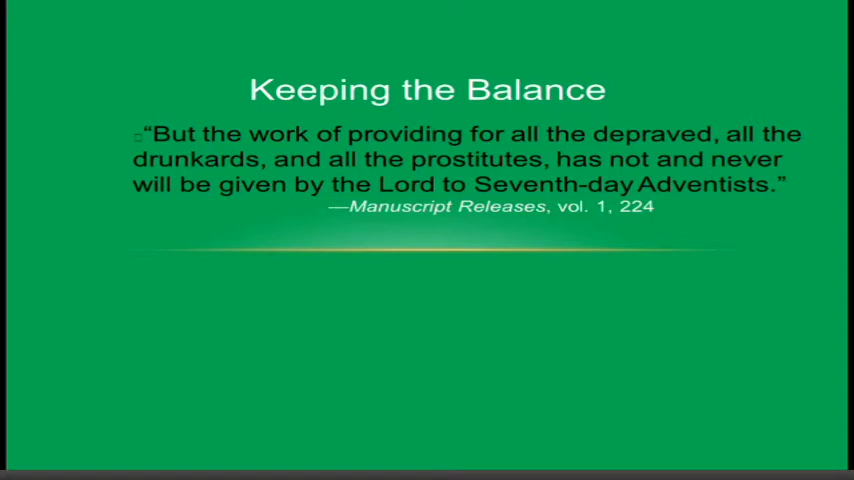 Keeping the Balance
“But the work of providing for all the depraved, all the
drunkards, and all the prostitutes, has not and never
will be given by the Lord to Seventh-day Adventists.”
—Manuscript Releases, vol. 1, 224